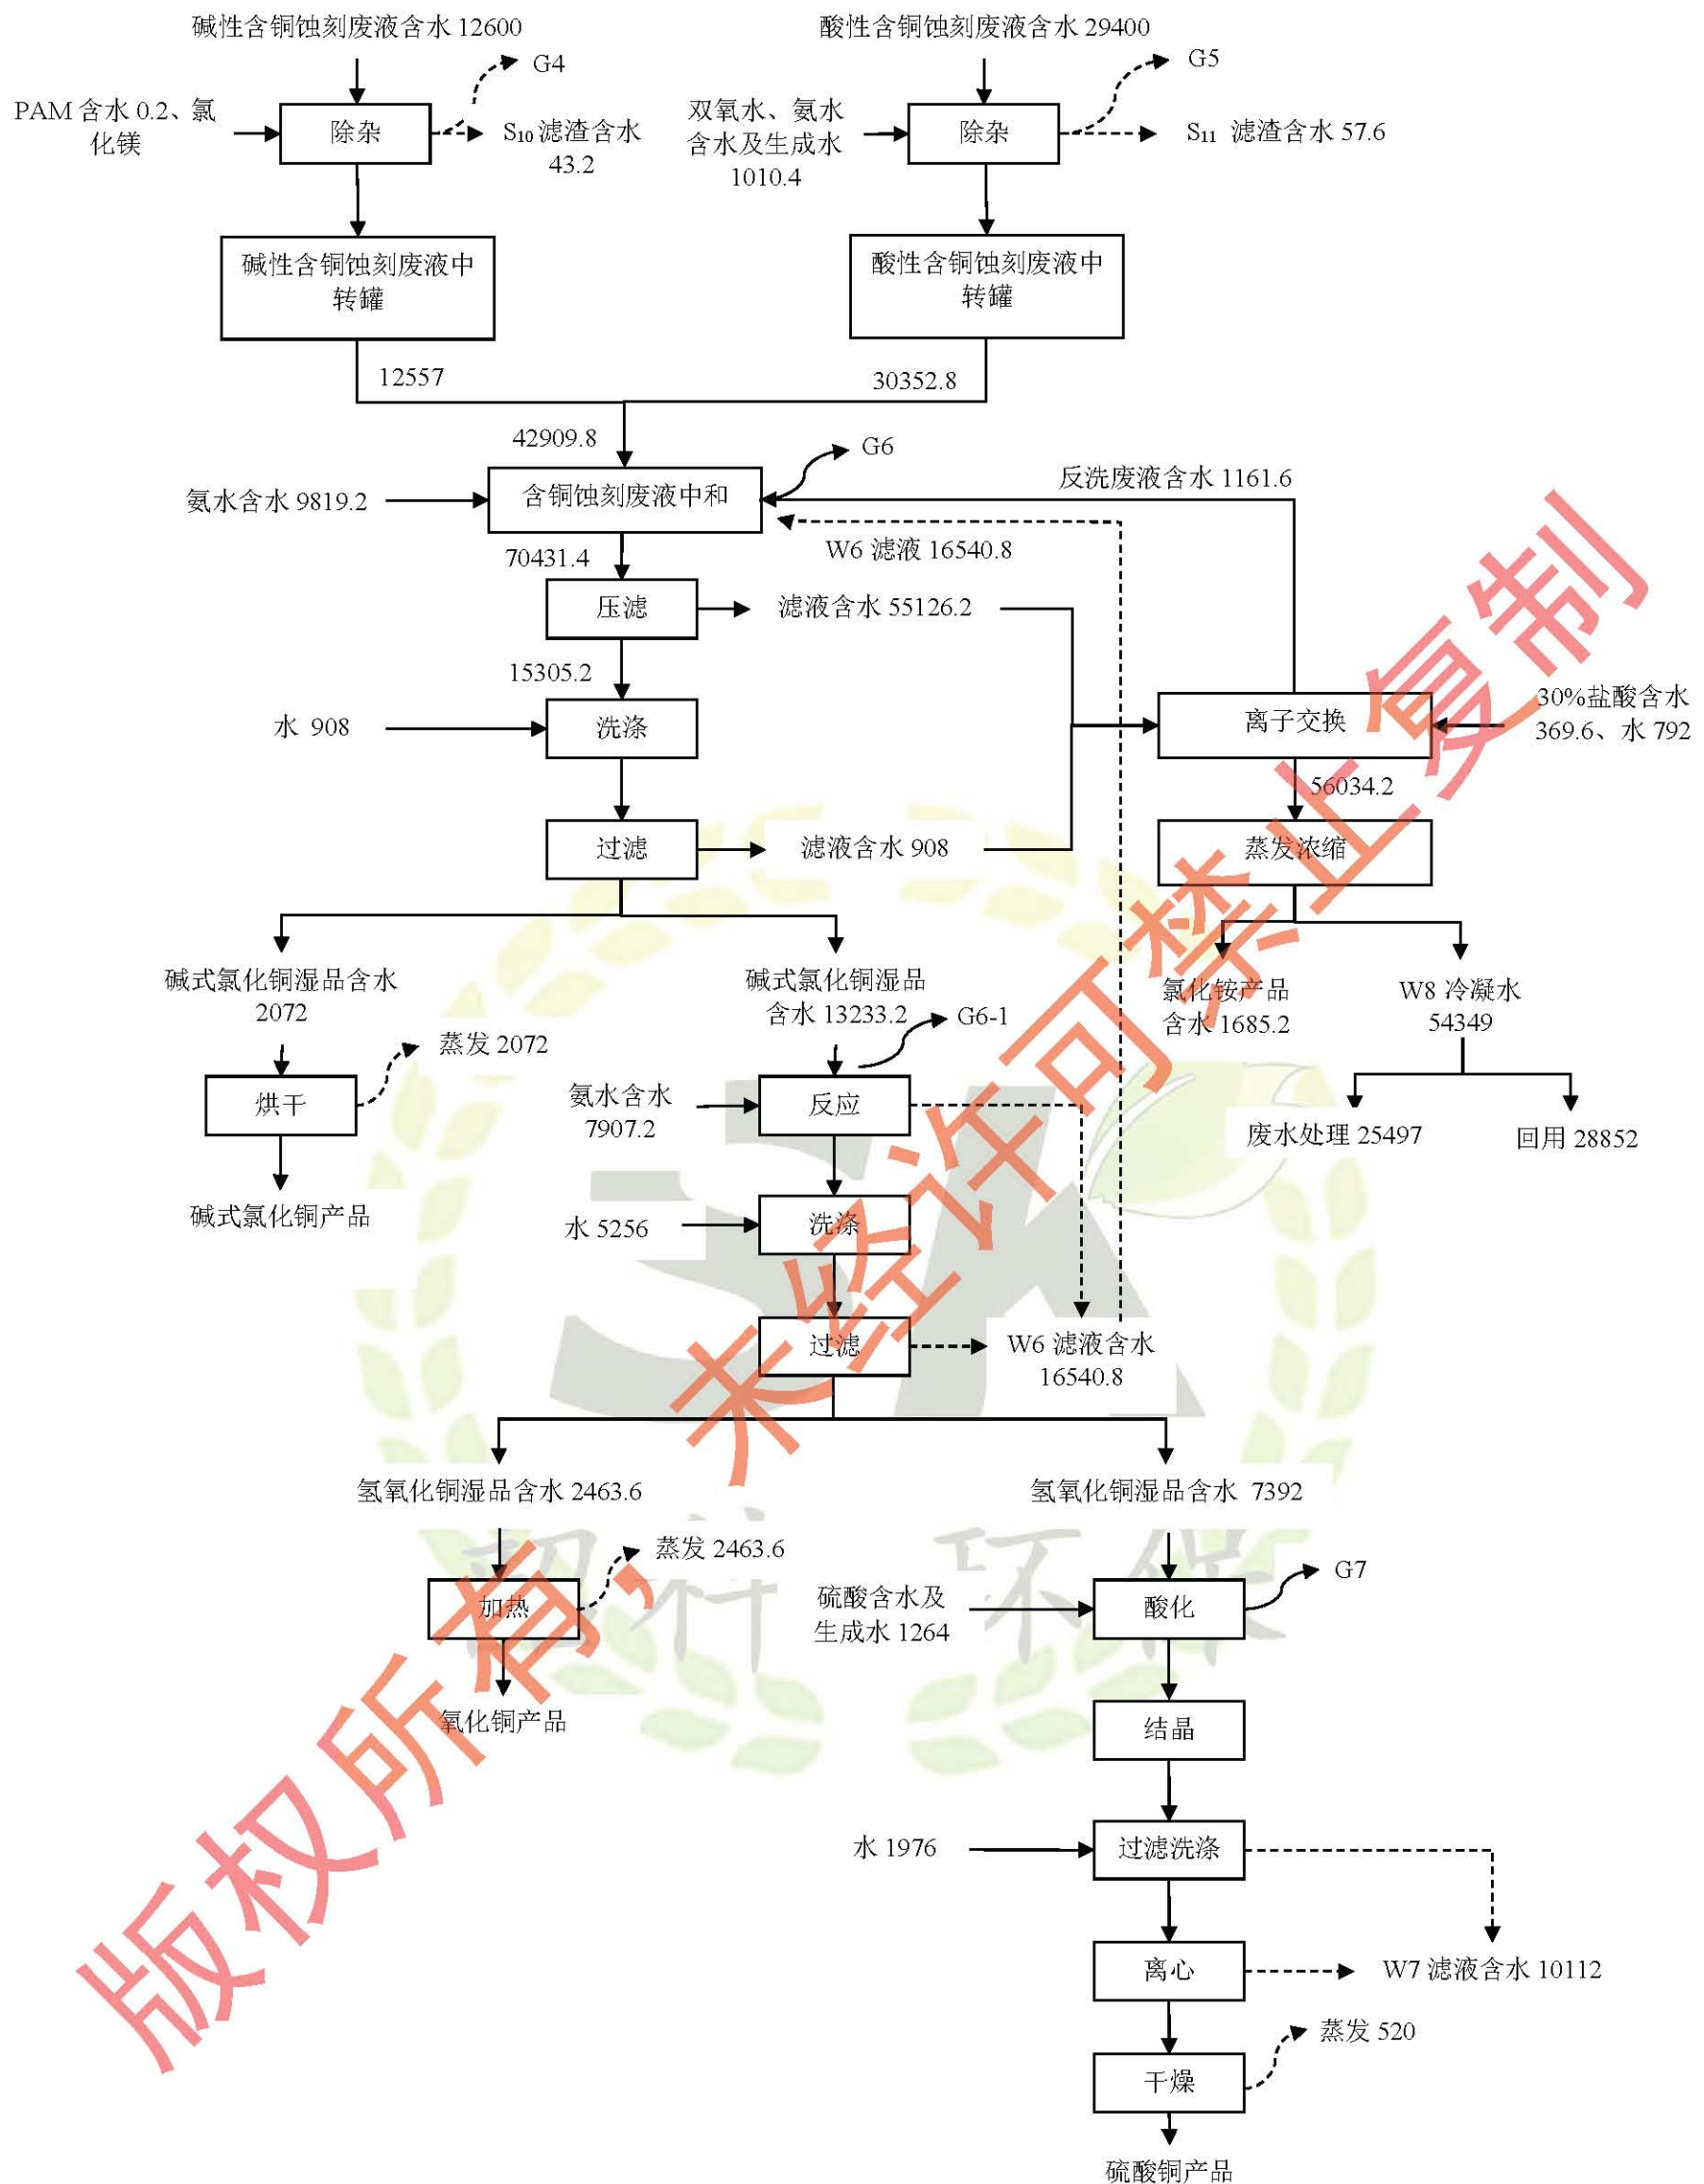 碱性含铜蚀刻废液含水 12600
酸性含铜蚀刻废液含水 29400
G4
G5
PAM 含水 0.2、氯
化镁
除杂
S10 滤渣含水
43.2
双氧水、氨水
含水及生成水
1010.4
除杂
S11 滤渣含水 57.6
碱性含铜蚀刻废液中
转罐
酸性含铜蚀刻废液中
转罐
12557
30352.8
42909.8
G6
氨水含水 9819.2
含铜蚀刻废液中和
反洗废液含水 1161.6
W6 滤液 16540.8
70431.4
压滤
滤液含水 55126.2
15305.2
水 908
洗涤
离子交换
30%盐酸含水
369.6、水 792
56034.2
过滤
滤液含水 908
蒸发浓缩
碱式氯化铜湿品含水
2072
碱式氯化铜湿品
含水 13233.2
G6-1
氯化铵产品
含水 1685.2
W8 冷凝水
54349
蒸发 2072
烘干
氨水含水
7907.2
反应
废水处理 25497
回用 28852
碱式氯化铜产品
水 5256
洗涤
过滤
W6 滤液含水
16540.8
氢氧化铜湿品含水 2463.6
氢氧化铜湿品含水 7392
蒸发 2463.6
加热
硫酸含水及
生成水 1264
酸化
G7
氧化铜产品
结晶
水 1976
过滤洗涤
离心
W7 滤液含水 10112
蒸发 520
干燥
硫酸铜产品
版权所有，未经许可禁止复制
SK
韶科环保